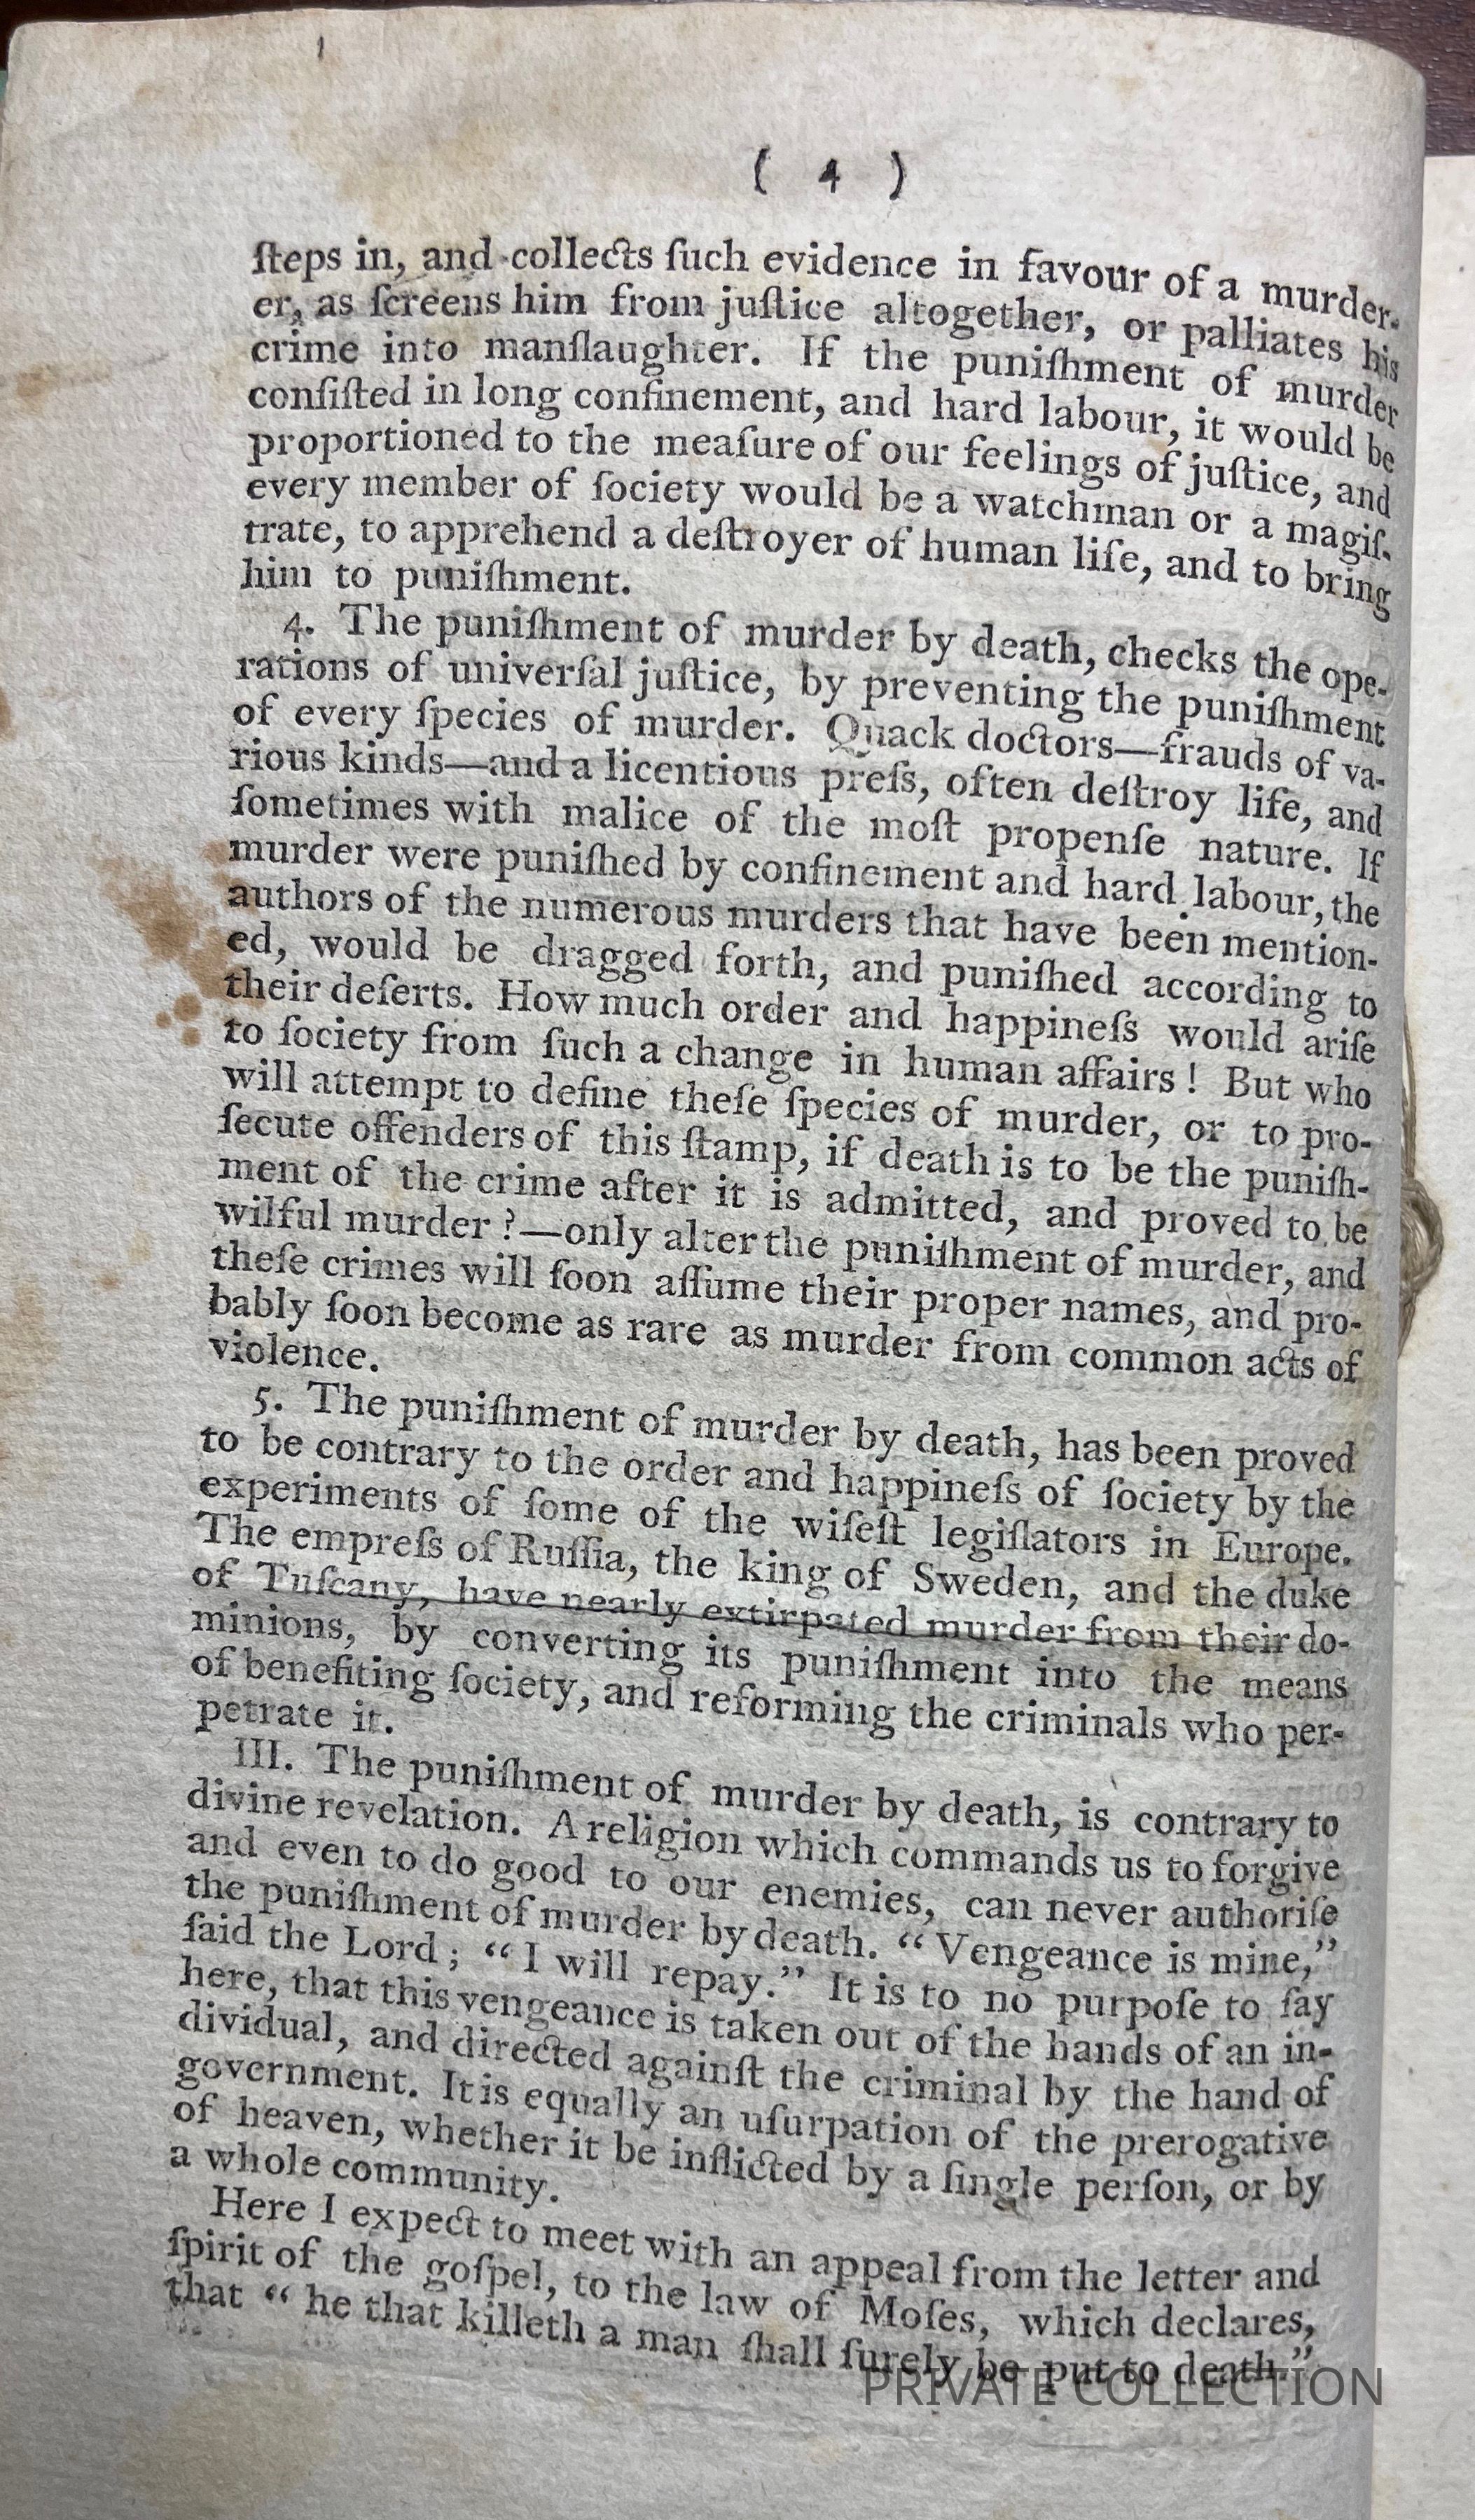 ( 4 )
ſteps in, and collects ſuch evidence in favour of a murder-
er, as ſcreens him from juſtice altogether, or palliates his
crime into manſlaughter. If the puniſhment of murder
conſiſted in long confinement, and hard labour, it would be
proportioned to the meaſure of our feelings of juſtice, and
every member of ſociety would be a watchman or a magiſ-
trate, to apprehend a deſtroyer of human life, and to bring
him to puniſhment.
4. The puniſhment of murder by death, checks the ope-
rations of univerſal juſtice, by preventing the puniſhment
of every ſpecies of murder. Quack doctors—frauds of va-
rious kinds—and a licentious preſs, often deſtroy life, and
ſometimes with malice of the moſt propenſe nature. If
murder were puniſhed by confinement and hard labour, the
authors of the numerous murders that have been mention-
ed, would be dragged forth, and puniſhed according to
their deſerts. How much order and happineſs would ariſe
to ſociety from ſuch a change in human affairs! But who
will attempt to define theſe ſpecies of murder, or to pro-
ſecute offenders of this ſtamp, if death is to be the puniſh-
ment of the crime after it is admitted, and proved to be
wilful murder?—only alter the puniſhment of murder, and
theſe crimes will ſoon aſſume their proper names, and pro-
bably ſoon become as rare as murder from common acts of
violence.
5. The puniſhment of murder by death, has been proved
to be contrary to the order and happineſs of ſociety by the
experiments of ſome of the wiſeſt legiſlators in Europe.
The empreſs of Ruſſia, the king of Sweden, and the duke
of Tuſcany, have nearly extirpated murder from their do-
minions, by converting its puniſhment into the means
of benefiting ſociety, and reforming the criminals who per-
petrate it.
III. The puniſhment of murder by death, is contrary to
divine revelation. A religion which commands us to forgive
and even to do good to our enemies, can never authoriſe
the puniſhment of murder by death. “Vengeance is mine,”
ſaid the Lord; “I will repay.” It is to no purpoſe to ſay
here, that this vengeance is taken out of the hands of an in-
dividual, and directed againſt the criminal by the hand of
government. It is equally an uſurpation of the prerogative
of heaven, whether it be inflicted by a ſingle perſon, or by
a whole community.
Here I expect to meet with an appeal from the letter and
ſpirit of the goſpel, to the law of Moſes, which declares,
that “he that killeth a man ſhall ſurely be put to death.”
PRIVATE COLLECTION